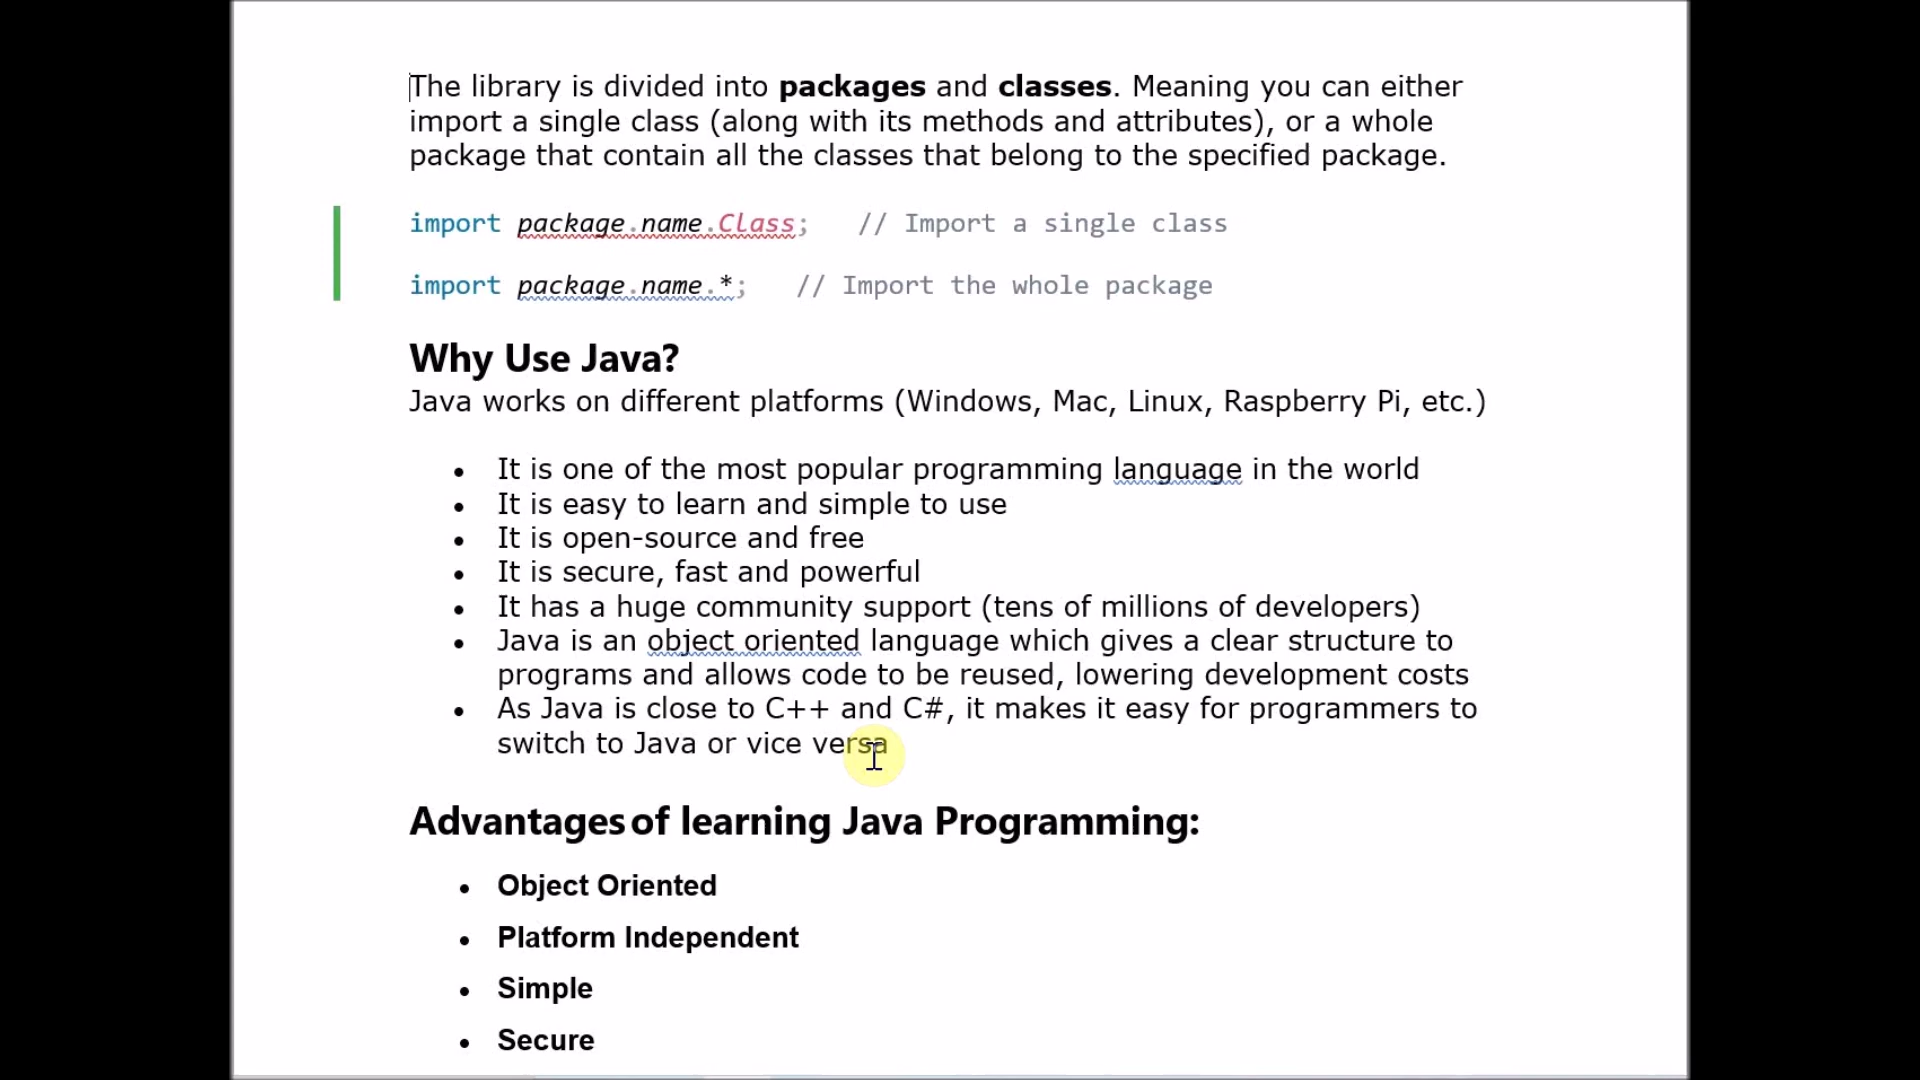 The library is divided into packages and classes. Meaning you can either
import a single class (along with its methods and attributes), or a whole
package that contain all the classes that belong to the specified package.
import package.name.Class;   // Import a single class
import package.name.*;   // Import the whole package
Why Use Java?
Java works on different platforms (Windows, Mac, Linux, Raspberry Pi, etc.)
• It is one of the most popular programming language in the world
• It is easy to learn and simple to use
• It is open-source and free
• It is secure, fast and powerful
• It has a huge community support (tens of millions of developers)
• Java is an object oriented language which gives a clear structure to
programs and allows code to be reused, lowering development costs
• As Java is close to C++ and C#, it makes it easy for programmers to
switch to Java or vice versa
Advantages of learning Java Programming:
• Object Oriented
• Platform Independent
• Simple
• Secure